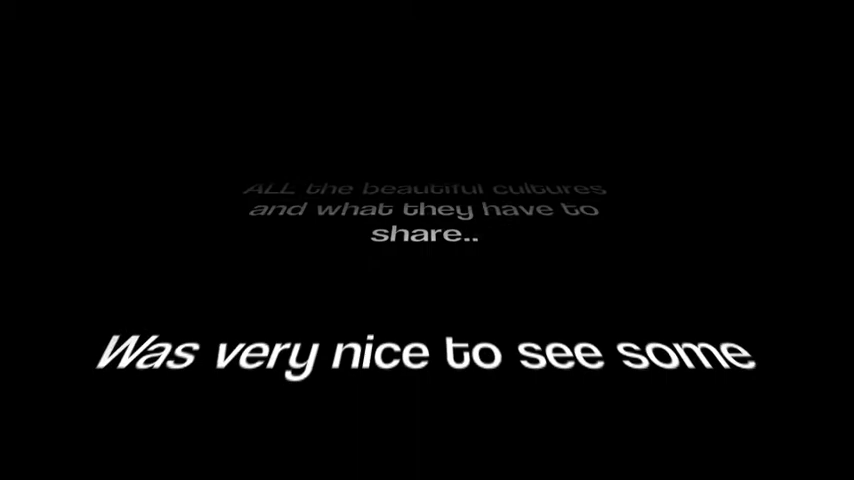 ALL the beautiful cultures
and what they have to
share..
Was very nice to see some